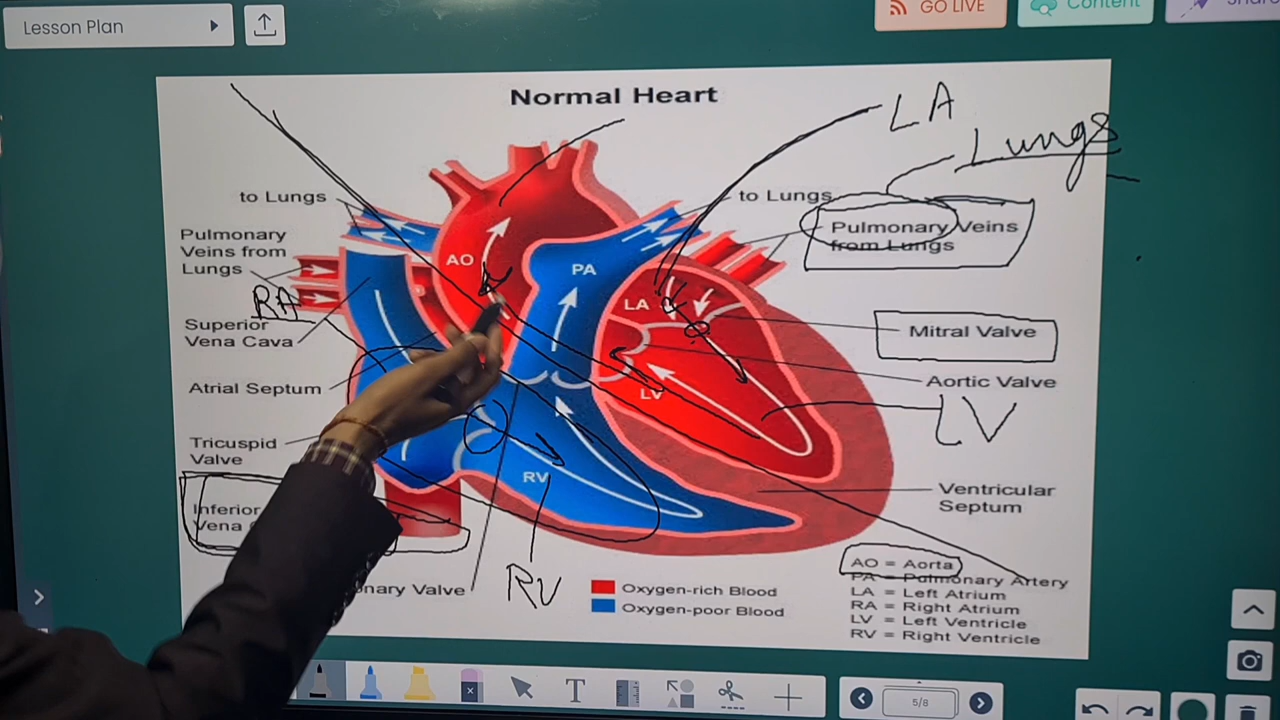 Lesson Plan
GO LIVE
Content
Normal Heart
LA
Lungs
to Lungs
to Lungs
Pulmonary
Veins from
Lungs
Pulmonary Veins
from Lungs
AO
PA
LA
RA
Superior
Vena Cava
Mitral Valve
Atrial Septum
Aortic Valve
LV
LV
Tricuspid
Valve
RV
Inferior
Vena
Ventricular
Septum
RV
nary Valve
Oxygen-rich Blood
Oxygen-poor Blood
AO = Aorta
PA = Pulmonary Artery
LA = Left Atrium
RA = Right Atrium
LV = Left Ventricle
RV = Right Ventricle
T
5/8